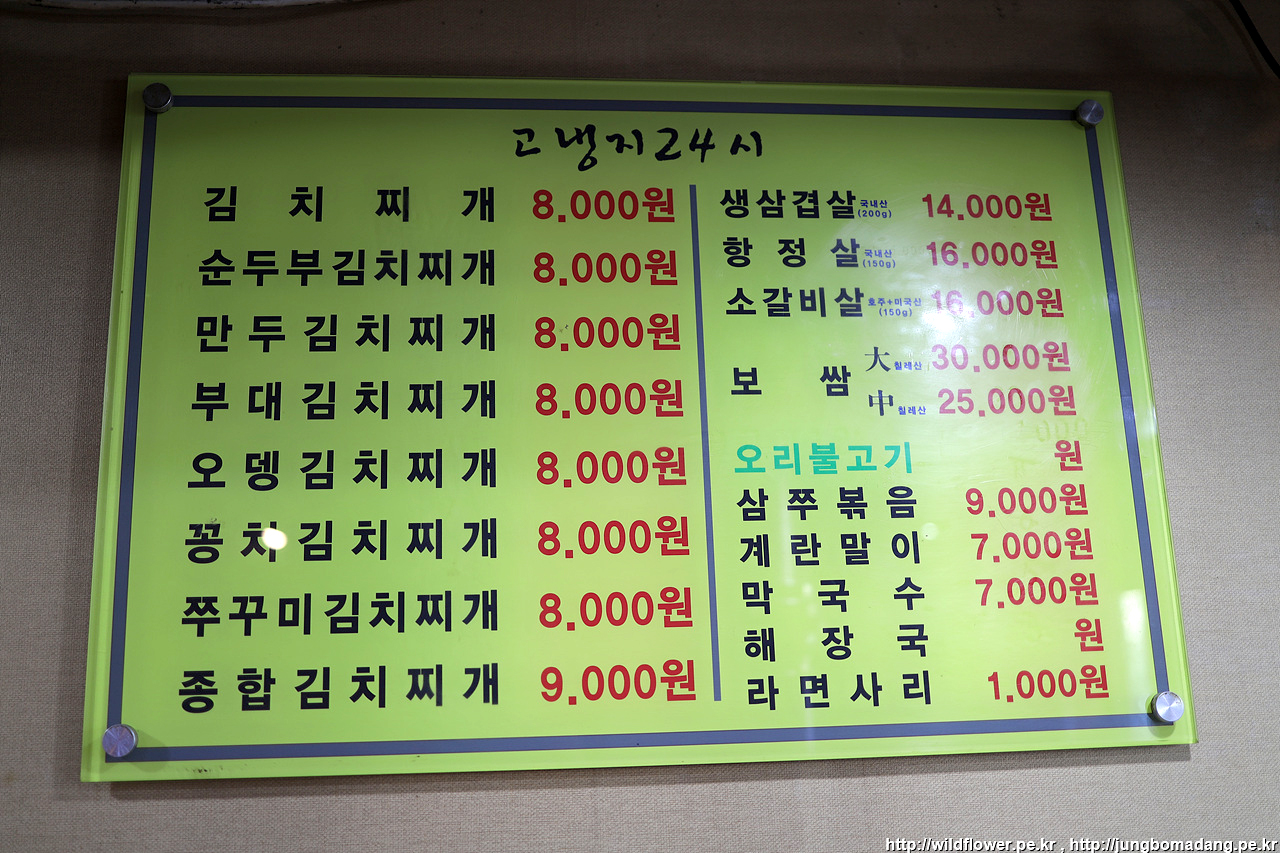 고냉지24시
김치찌개 8.000원
순두부김치찌개 8.000원
만두김치찌개 8.000원
부대김치찌개 8.000원
오뎅김치찌개 8.000원
꽁치김치찌개 8.000원
쭈꾸미김치찌개 8.000원
종합김치찌개 9.000원
생삼겹살 국내산 (200g) 14.000원
항정살 국내산 (150g) 16.000원
소갈비살 호주+미국산 (150g) 16.000원
보쌈 大 칠레산 30.000원
中 칠레산 25.000원
오리불고기 원
삼쭈볶음 9.000원
계란말이 7.000원
막국수 7.000원
해장국 원
라면사리 1.000원
http://wildflower.pe.kr , http://jungbomadang.pe.kr